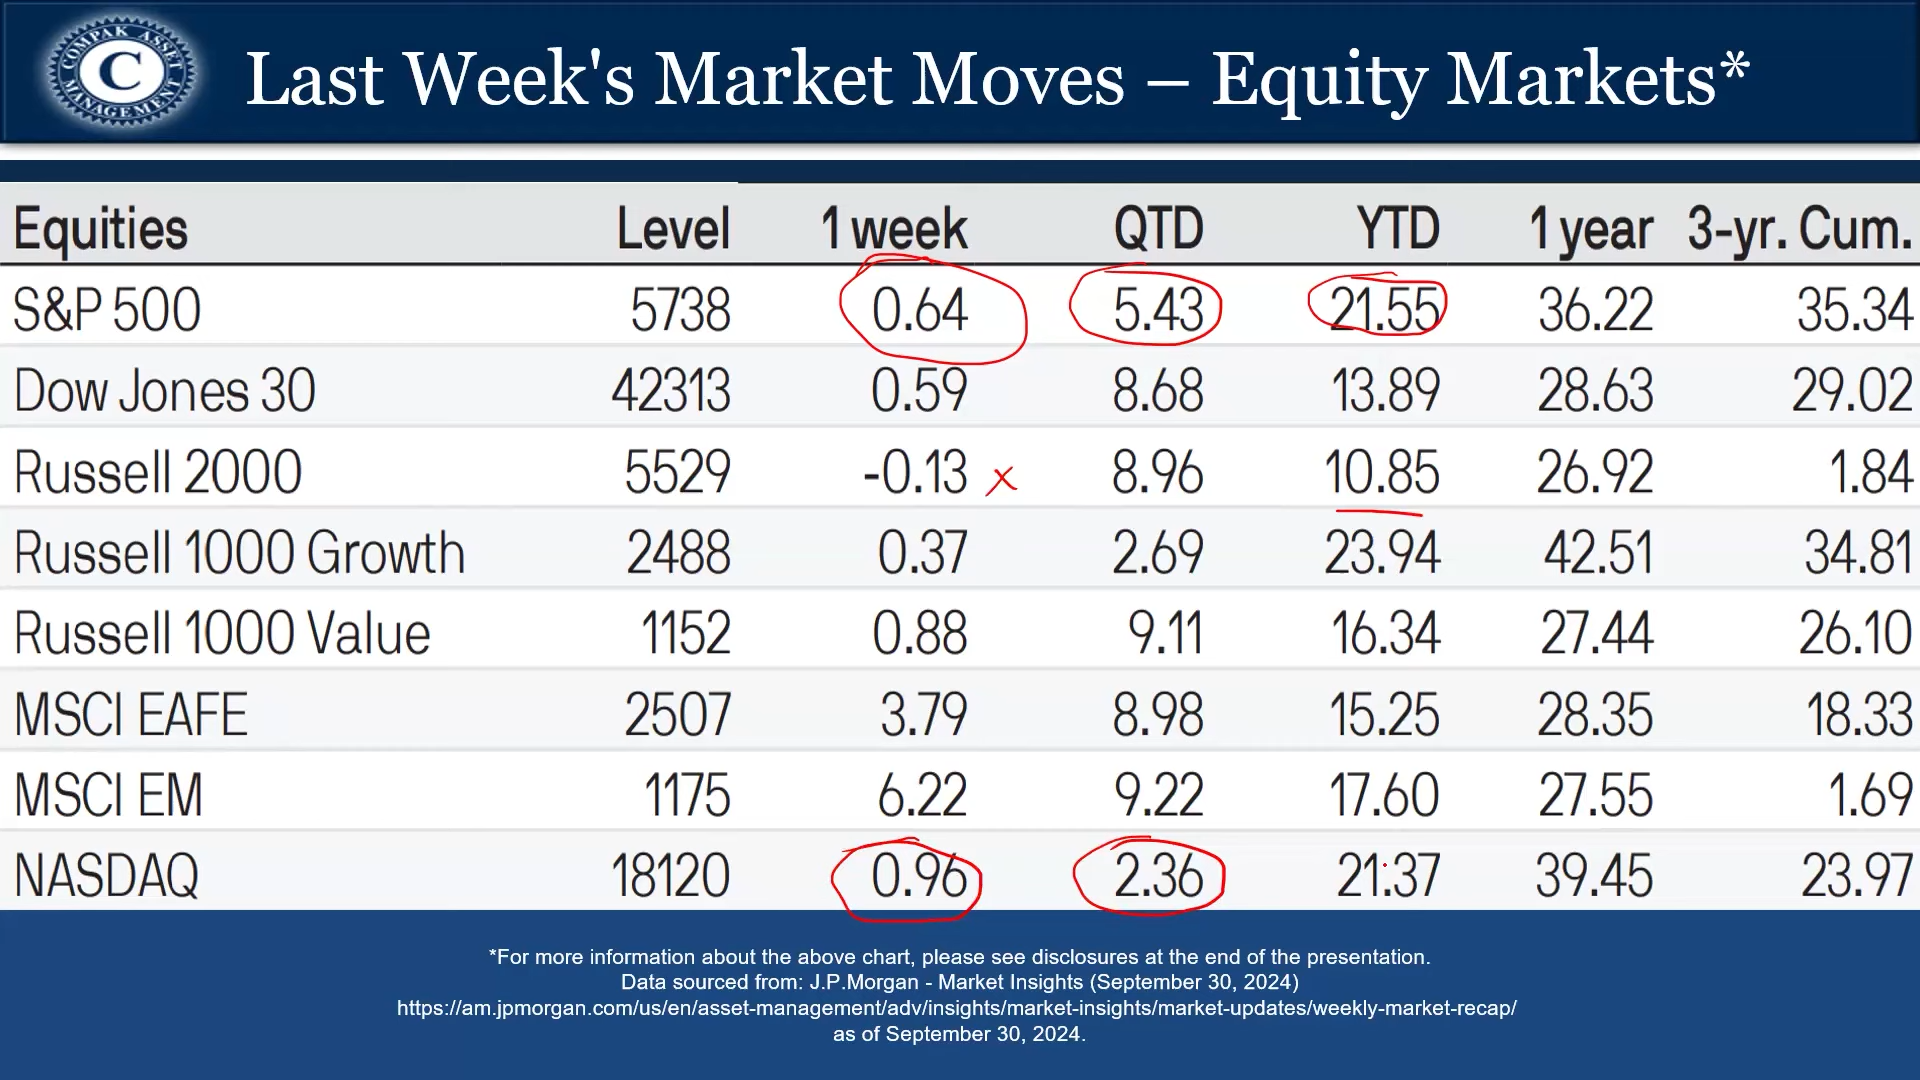 COMPAK ASSET MANAGEMENT
C
Last Week's Market Moves – Equity Markets*
Equities Level 1 week QTD YTD 1 year 3-yr. Cum.
S&P 500 5738 0.64 5.43 21.55 36.22 35.34
Dow Jones 30 42313 0.59 8.68 13.89 28.63 29.02
Russell 2000 5529 -0.13 x 8.96 10.85 26.92 1.84
Russell 1000 Growth 2488 0.37 2.69 23.94 42.51 34.81
Russell 1000 Value 1152 0.88 9.11 16.34 27.44 26.10
MSCI EAFE 2507 3.79 8.98 15.25 28.35 18.33
MSCI EM 1175 6.22 9.22 17.60 27.55 1.69
NASDAQ 18120 0.96 2.36 21.37 39.45 23.97
*For more information about the above chart, please see disclosures at the end of the presentation.
Data sourced from: J.P.Morgan - Market Insights (September 30, 2024)
https://am.jpmorgan.com/us/en/asset-management/adv/insights/market-insights/market-updates/weekly-market-recap/
as of September 30, 2024.